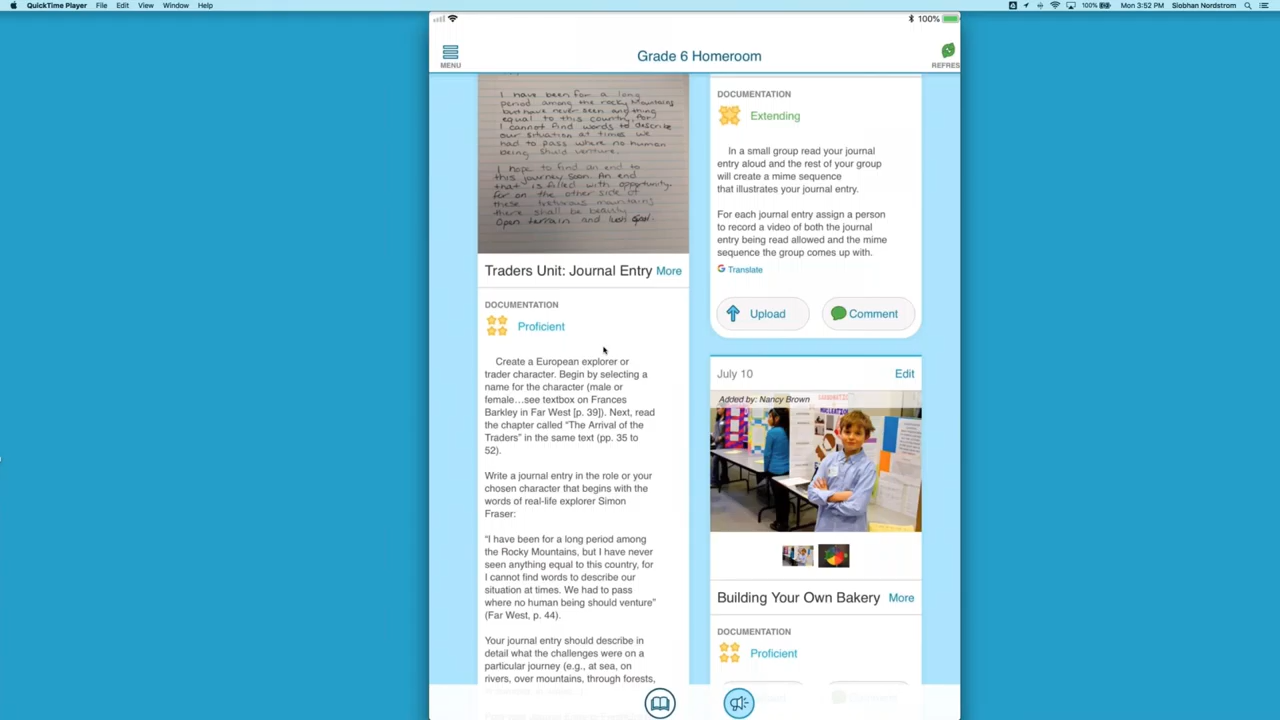 QuickTime Player File Edit View Window Help
100% Mon 3:52 PM Siobhan Nordstrom
100%
MENU
Grade 6 Homeroom
REFRES
I have been for a long
period among the rocky Mountains
but have never seen anything
equal to this country, for
I cannot find words to describe
our situation at times we
had to pass where no human
being should venture.
I hope to find an end to
this journey soon. An end
that is filled with opportunity.
For on the other side of
these mountains
there shall be beauty
Open terrain and lush
Traders Unit: Journal Entry More
DOCUMENTATION
Proficient
Create a European explorer or
trader character. Begin by selecting a
name for the character (male or
female…see textbox on Frances
Barkley in Far West [p. 39]). Next, read
the chapter called “The Arrival of the
Traders” in the same text (pp. 35 to
52).
Write a journal entry in the role or your
chosen character that begins with the
words of real-life explorer Simon
Fraser:
“I have been for a long period among
the Rocky Mountains, but I have never
seen anything equal to this country, for
I cannot find words to describe our
situation at times. We had to pass
where no human being should venture”
(Far West, p. 44).
Your journal entry should describe in
detail what the challenges were on a
particular journey (e.g., at sea, on
rivers, over mountains, through forests,
DOCUMENTATION
Extending
In a small group read your journal
entry aloud and the rest of your group
will create a mime sequence
that illustrates your journal entry.
For each journal entry assign a person
to record a video of both the journal
entry being read allowed and the mime
sequence the group comes up with.
Translate
Upload
Comment
July 10
Edit
Added by: Nancy Brown
Building Your Own Bakery More
DOCUMENTATION
Proficient